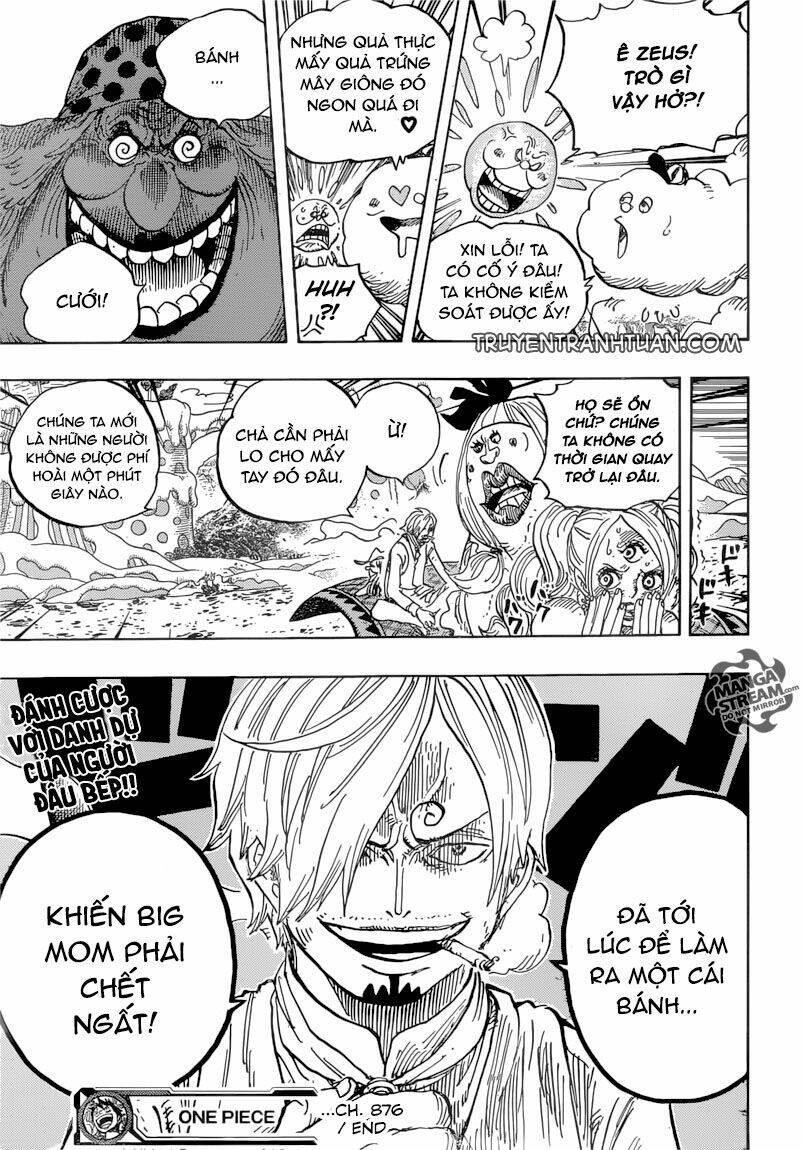 Ê ZEUS!
TRÒ GÌ
VẬY HỞ?!
XIN LỖI! TA
CÓ CỐ Ý ĐÂU!
TA KHÔNG KIỂM
SOÁT ĐƯỢC ẤY!
NHƯNG QUẢ THỰC
MẤY QUẢ TRỨNG
MÂY GIÔNG ĐÓ
NGON QUÁ ĐI
MÀ. ♥
HUH
?!
BÁNH
...
CƯỚI!
TRUYENTRANHTUAN.COM
HỌ SẼ ỔN
CHỨ? CHÚNG
TA KHÔNG CÓ
THỜI GIAN QUAY
TRỞ LẠI ĐÂU.
Ừ!
CHẢ CẦN PHẢI
LO CHO MẤY
TAY ĐÓ ĐÂU.
CHÚNG TA MỚI
LÀ NHỮNG NGƯỜI
KHÔNG ĐƯỢC PHÍ
HOÀI MỘT PHÚT
GIÂY NÀO.
ドキ
ドキ
MANGA
STREAM.com
DO NOT MIRROR!
ĐÁNH CƯỢC
VỚI DANH DỰ
CỦA NGƯỜI
ĐẦU BẾP!!
ĐÃ TỚI
LÚC ĐỂ LÀM
RA MỘT CÁI
BÁNH...
KHIẾN BIG
MOM PHẢI
CHẾT
NGẤT!
ONE PIECE
...CH. 876
/ END